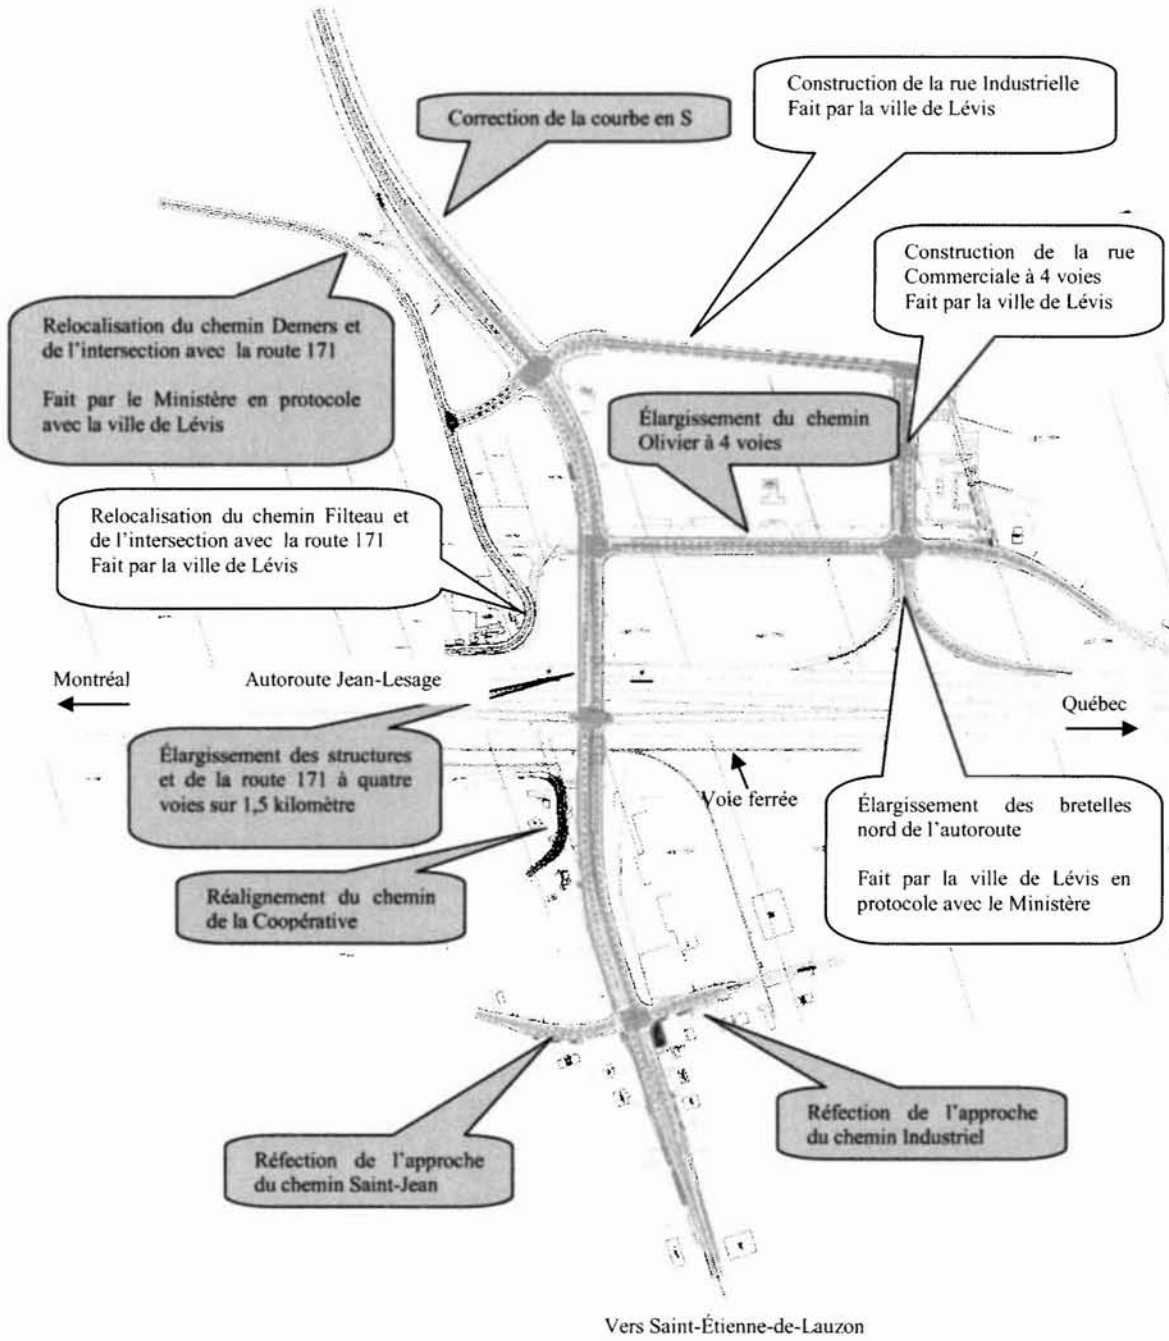 Construction de la rue Industrielle
Fait par la ville de Lévis
Correction de la courbe en S
Construction de la rue
Commerciale à 4 voies
Fait par la ville de Lévis
Relocalisation du chemin Demers et
de l'intersection avec la route 171
Fait par le Ministère en protocole
avec la ville de Lévis
Élargissement du chemin
Olivier à 4 voies
Relocalisation du chemin Filteau et
de l'intersection avec la route 171
Fait par la ville de Lévis
Montréal
Autoroute Jean-Lesage
Québec
Élargissement des structures
et de la route 171 à quatre
voies sur 1,5 kilomètre
Voie ferrée
Élargissement des bretelles
nord de l'autoroute
Fait par la ville de Lévis en
protocole avec le Ministère
Réalignement du chemin
de la Coopérative
Réfection de l'approche
du chemin Industriel
Réfection de l'approche
du chemin Saint-Jean
Vers Saint-Étienne-de-Lauzon